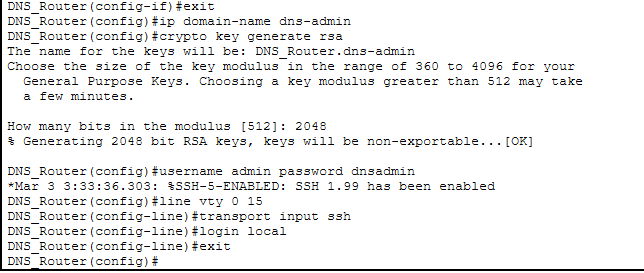 DNS_Router(config-if)#exit
DNS_Router(config)#ip domain-name dns-admin
DNS_Router(config)#crypto key generate rsa
The name for the keys will be: DNS_Router.dns-admin
Choose the size of the key modulus in the range of 360 to 4096 for your
General Purpose Keys. Choosing a key modulus greater than 512 may take
a few minutes.
How many bits in the modulus [512]: 2048
% Generating 2048 bit RSA keys, keys will be non-exportable...[OK]
DNS_Router(config)#username admin password dnsadmin
*Mar 3 3:33:36.303: %SSH-5-ENABLED: SSH 1.99 has been enabled
DNS_Router(config)#line vty 0 15
DNS_Router(config-line)#transport input ssh
DNS_Router(config-line)#login local
DNS_Router(config-line)#exit
DNS_Router(config)#